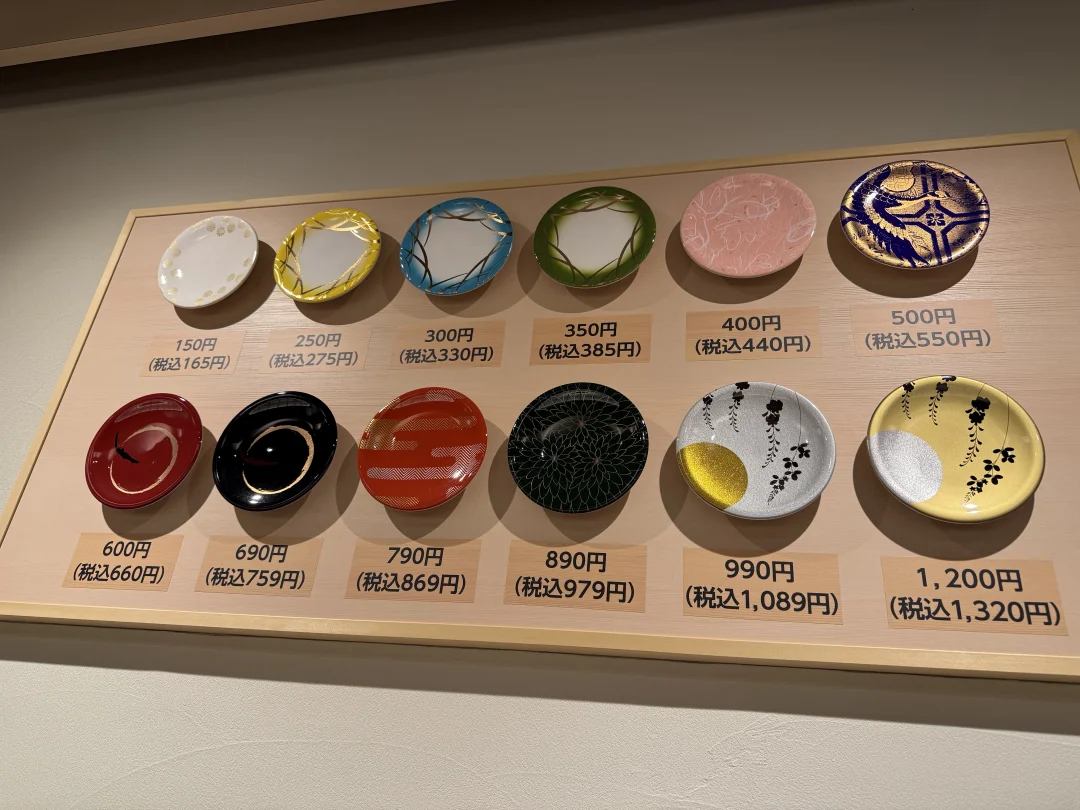 150円
(税込165円)
250円
(税込275円)
300円
(税込330円)
350円
(税込385円)
400円
(税込440円)
500円
(税込550円)
600円
(税込660円)
690円
(税込759円)
790円
(税込869円)
890円
(税込979円)
990円
(税込1,089円)
1,200円
(税込1,320円)